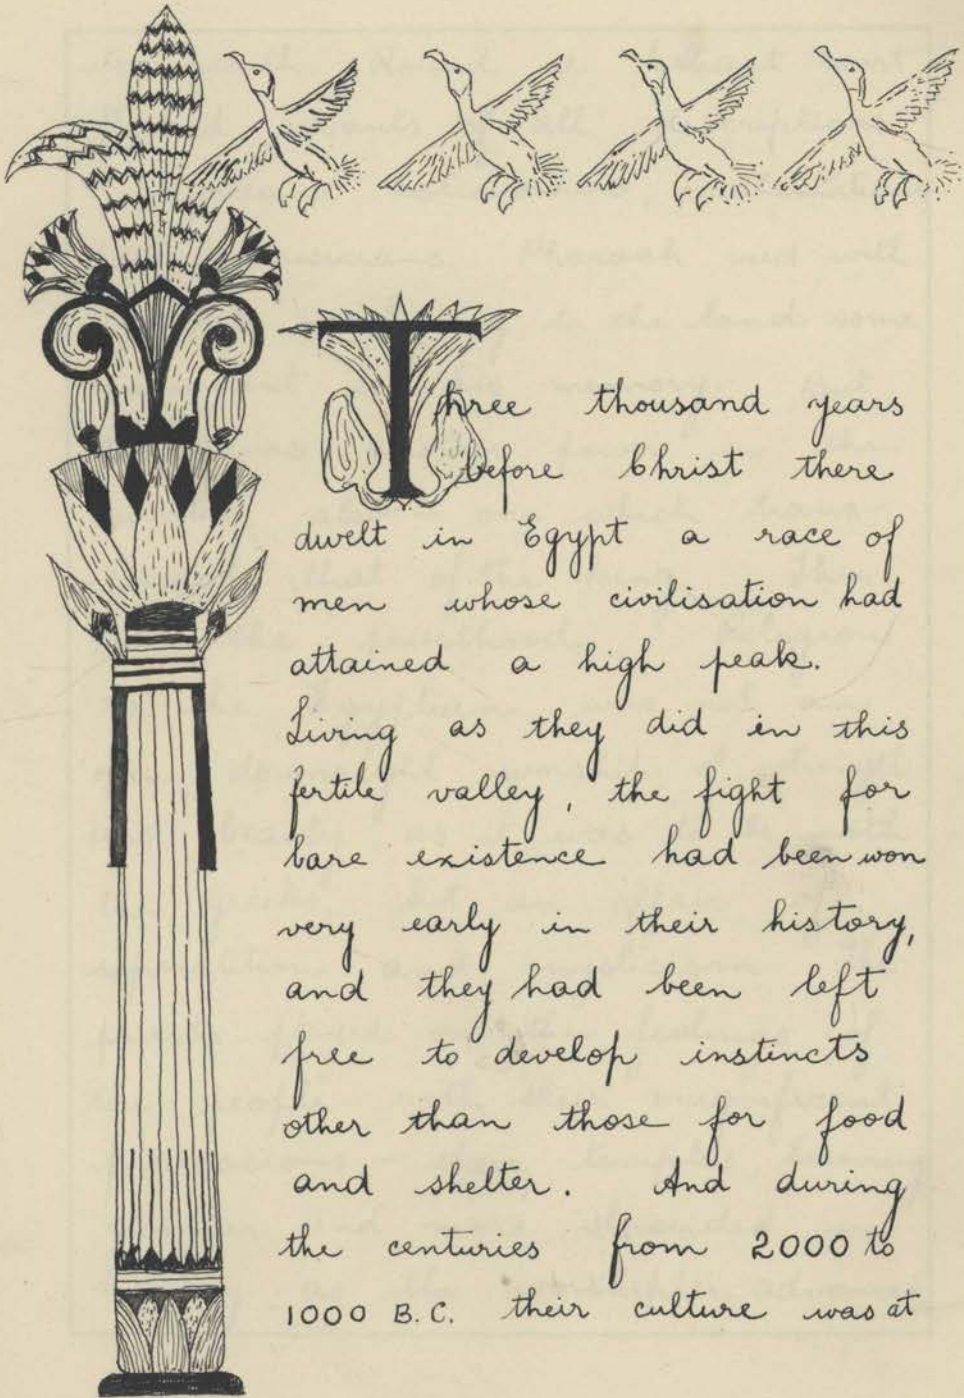 Three thousand years
before Christ there
dwelt in Egypt a race of
men whose civilisation had
attained a high peak.
Living as they did in this
fertile valley, the fight for
bare existence had been won
very early in their history,
and they had been left
free to develop instincts
other than those for food
and shelter. And during
the centuries from 2000 to
1000 B.C. their culture was at